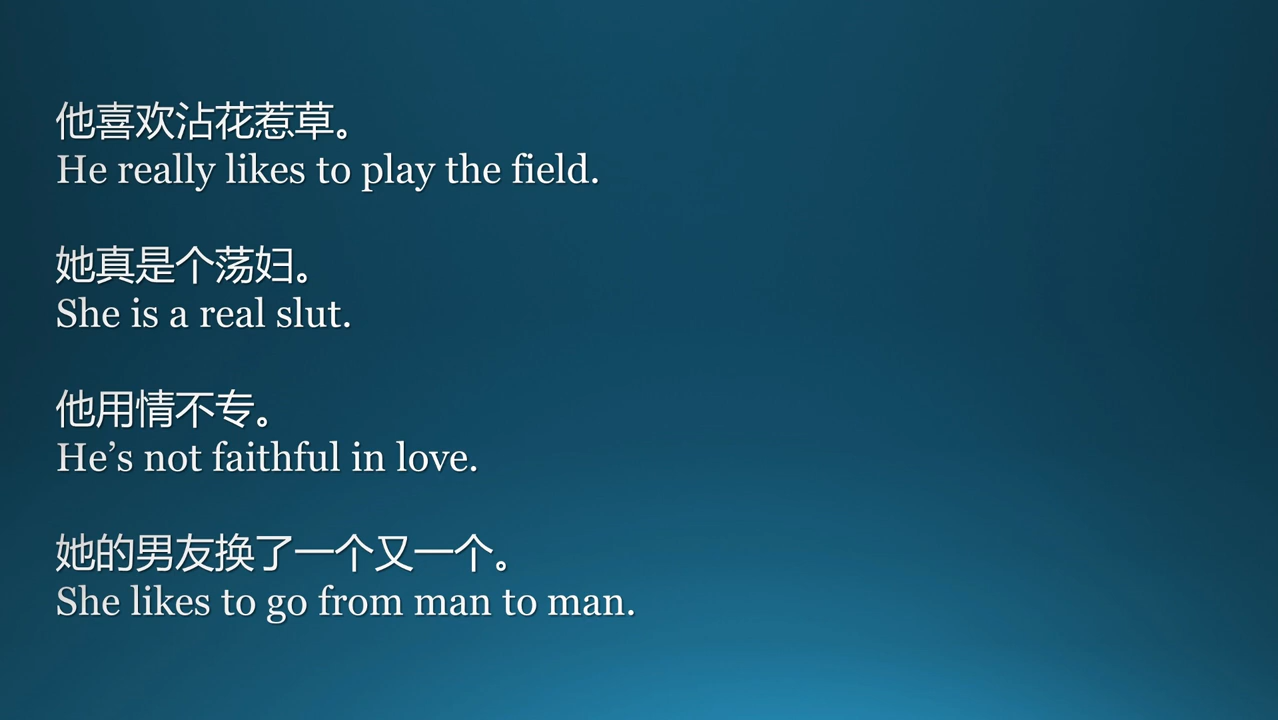 他喜欢沾花惹草。
He really likes to play the field.
她真是个荡妇。
She is a real slut.
他用情不专。
He’s not faithful in love.
她的男友换了一个又一个。
She likes to go from man to man.